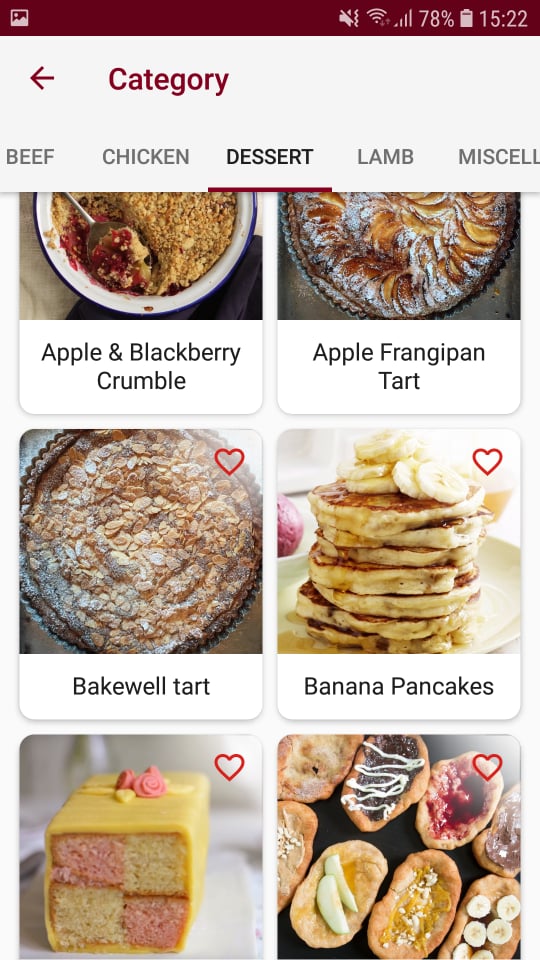 78% 15:22
Category
BEEF CHICKEN DESSERT LAMB MISCELL
Apple & Blackberry
Crumble
Apple Frangipan
Tart
Bakewell tart
Banana Pancakes